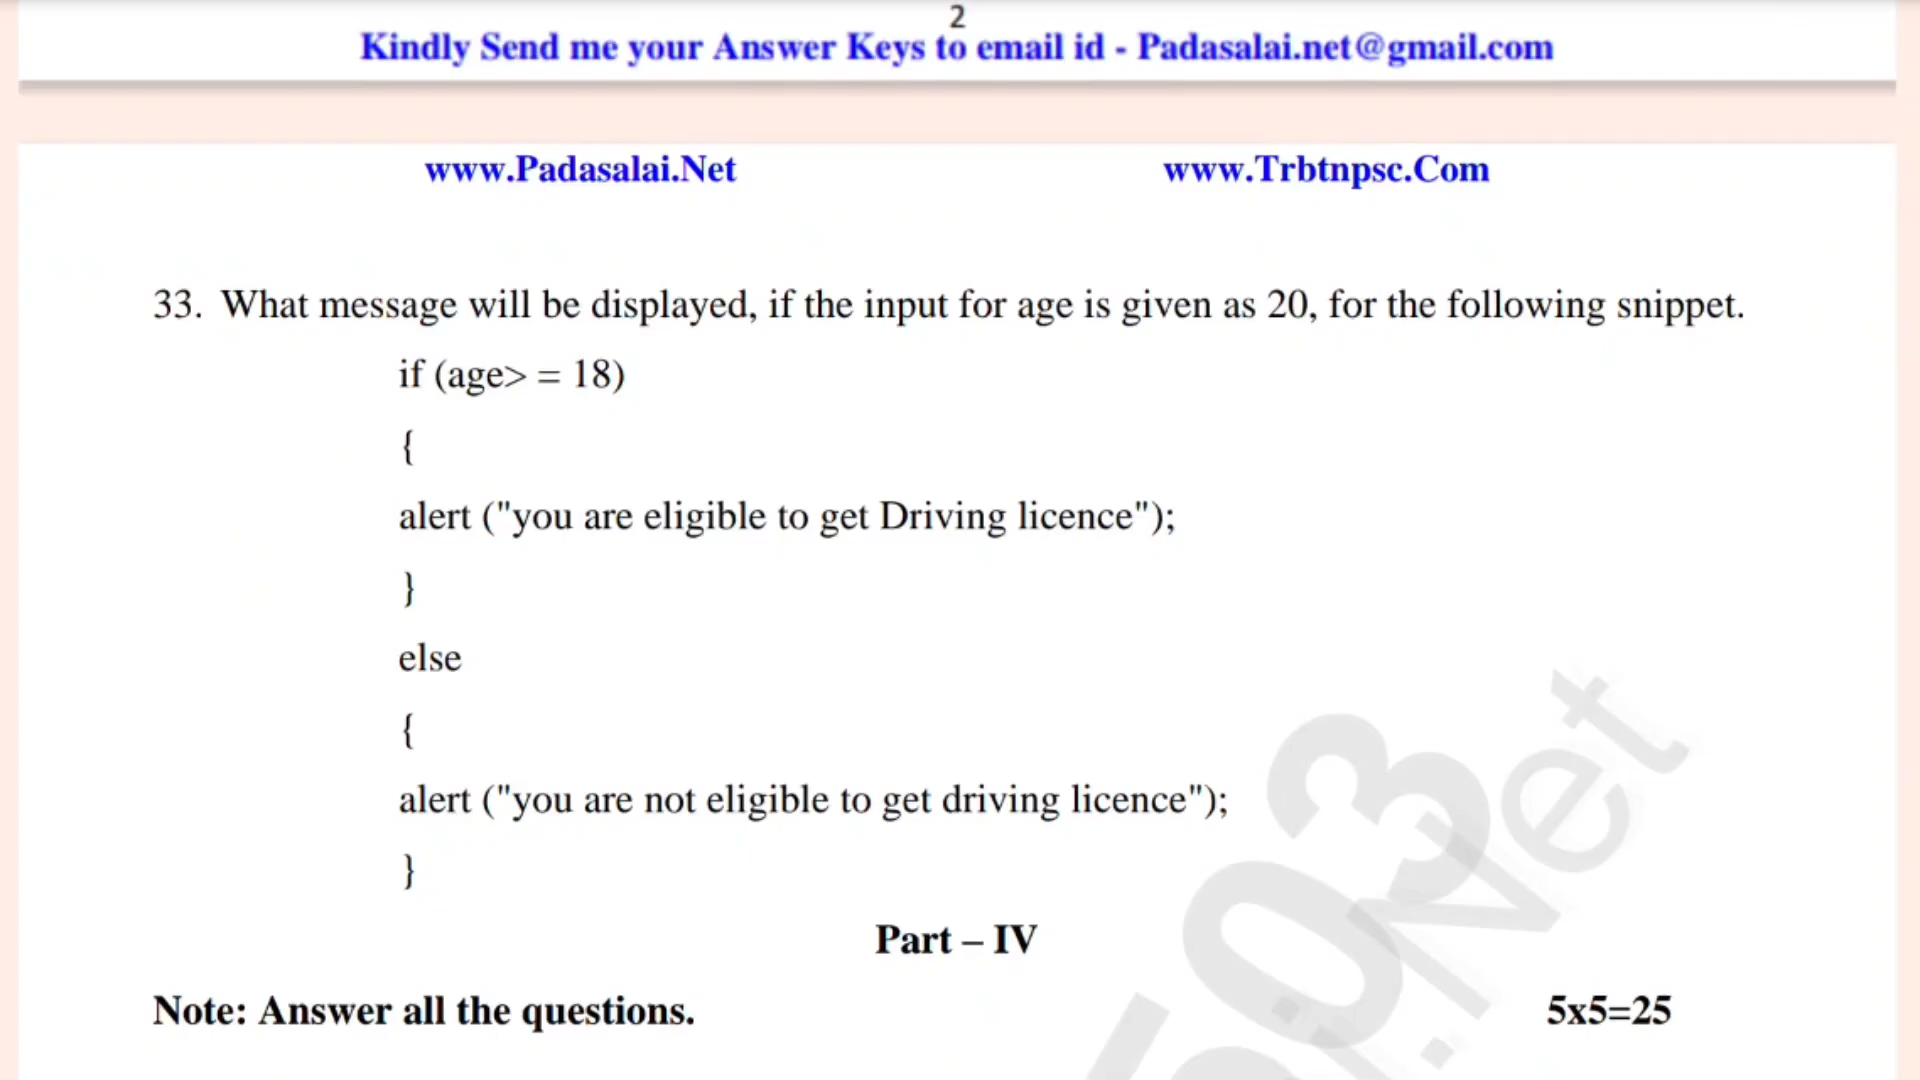 2
Kindly Send me your Answer Keys to email id - Padasalai.net@gmail.com
www.Padasalai.Net www.Trbtnpsc.Com
33. What message will be displayed, if the input for age is given as 20, for the following snippet.
if (age> = 18)
{
alert ("you are eligible to get Driving licence");
}
else
{
alert ("you are not eligible to get driving licence");
}
Part – IV
Note: Answer all the questions. 5x5=25